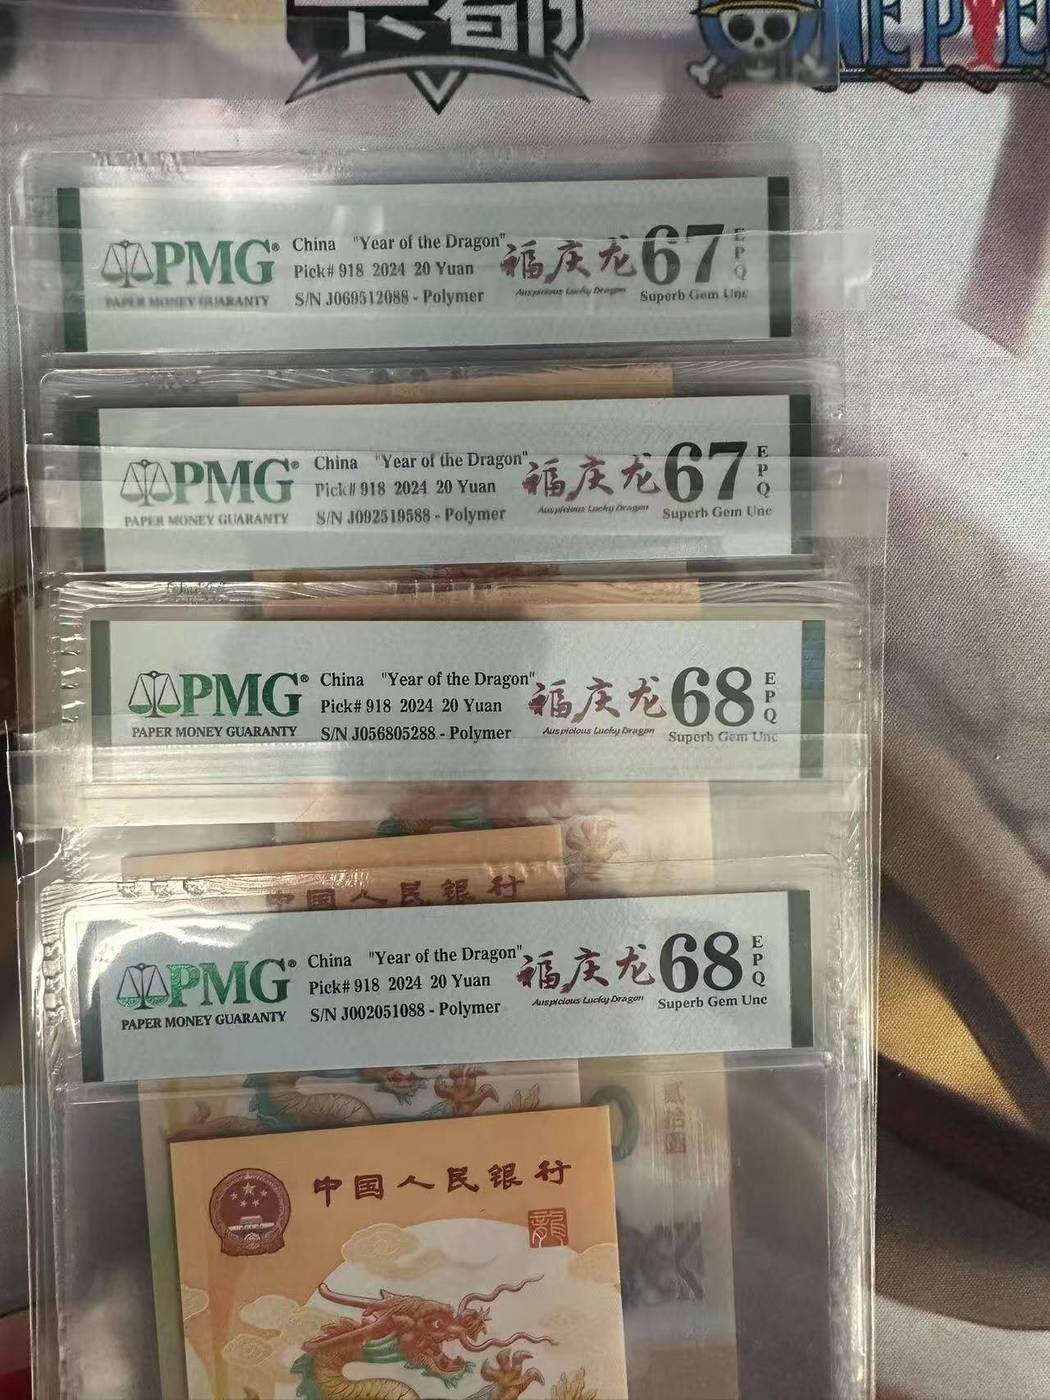 PMG®
PAPER MONEY GUARANTY
China "Year of the Dragon"
Pick# 918 2024 20 Yuan
S/N J069512088 - Polymer
福庆龙
Auspicious Lucky Dragon
67
EPQ
Superb Gem Unc
PMG®
PAPER MONEY GUARANTY
China "Year of the Dragon"
Pick# 918 2024 20 Yuan
S/N J092519588 - Polymer
福庆龙
Auspicious Lucky Dragon
67
EPQ
Superb Gem Unc
PMG®
PAPER MONEY GUARANTY
China "Year of the Dragon"
Pick# 918 2024 20 Yuan
S/N J056805288 - Polymer
福庆龙
Auspicious Lucky Dragon
68
EPQ
Superb Gem Unc
中国人民银行
PMG®
PAPER MONEY GUARANTY
China "Year of the Dragon"
Pick# 918 2024 20 Yuan
S/N J002051088 - Polymer
福庆龙
Auspicious Lucky Dragon
68
EPQ
Superb Gem Unc
贰拾圆
中国人民银行
龍